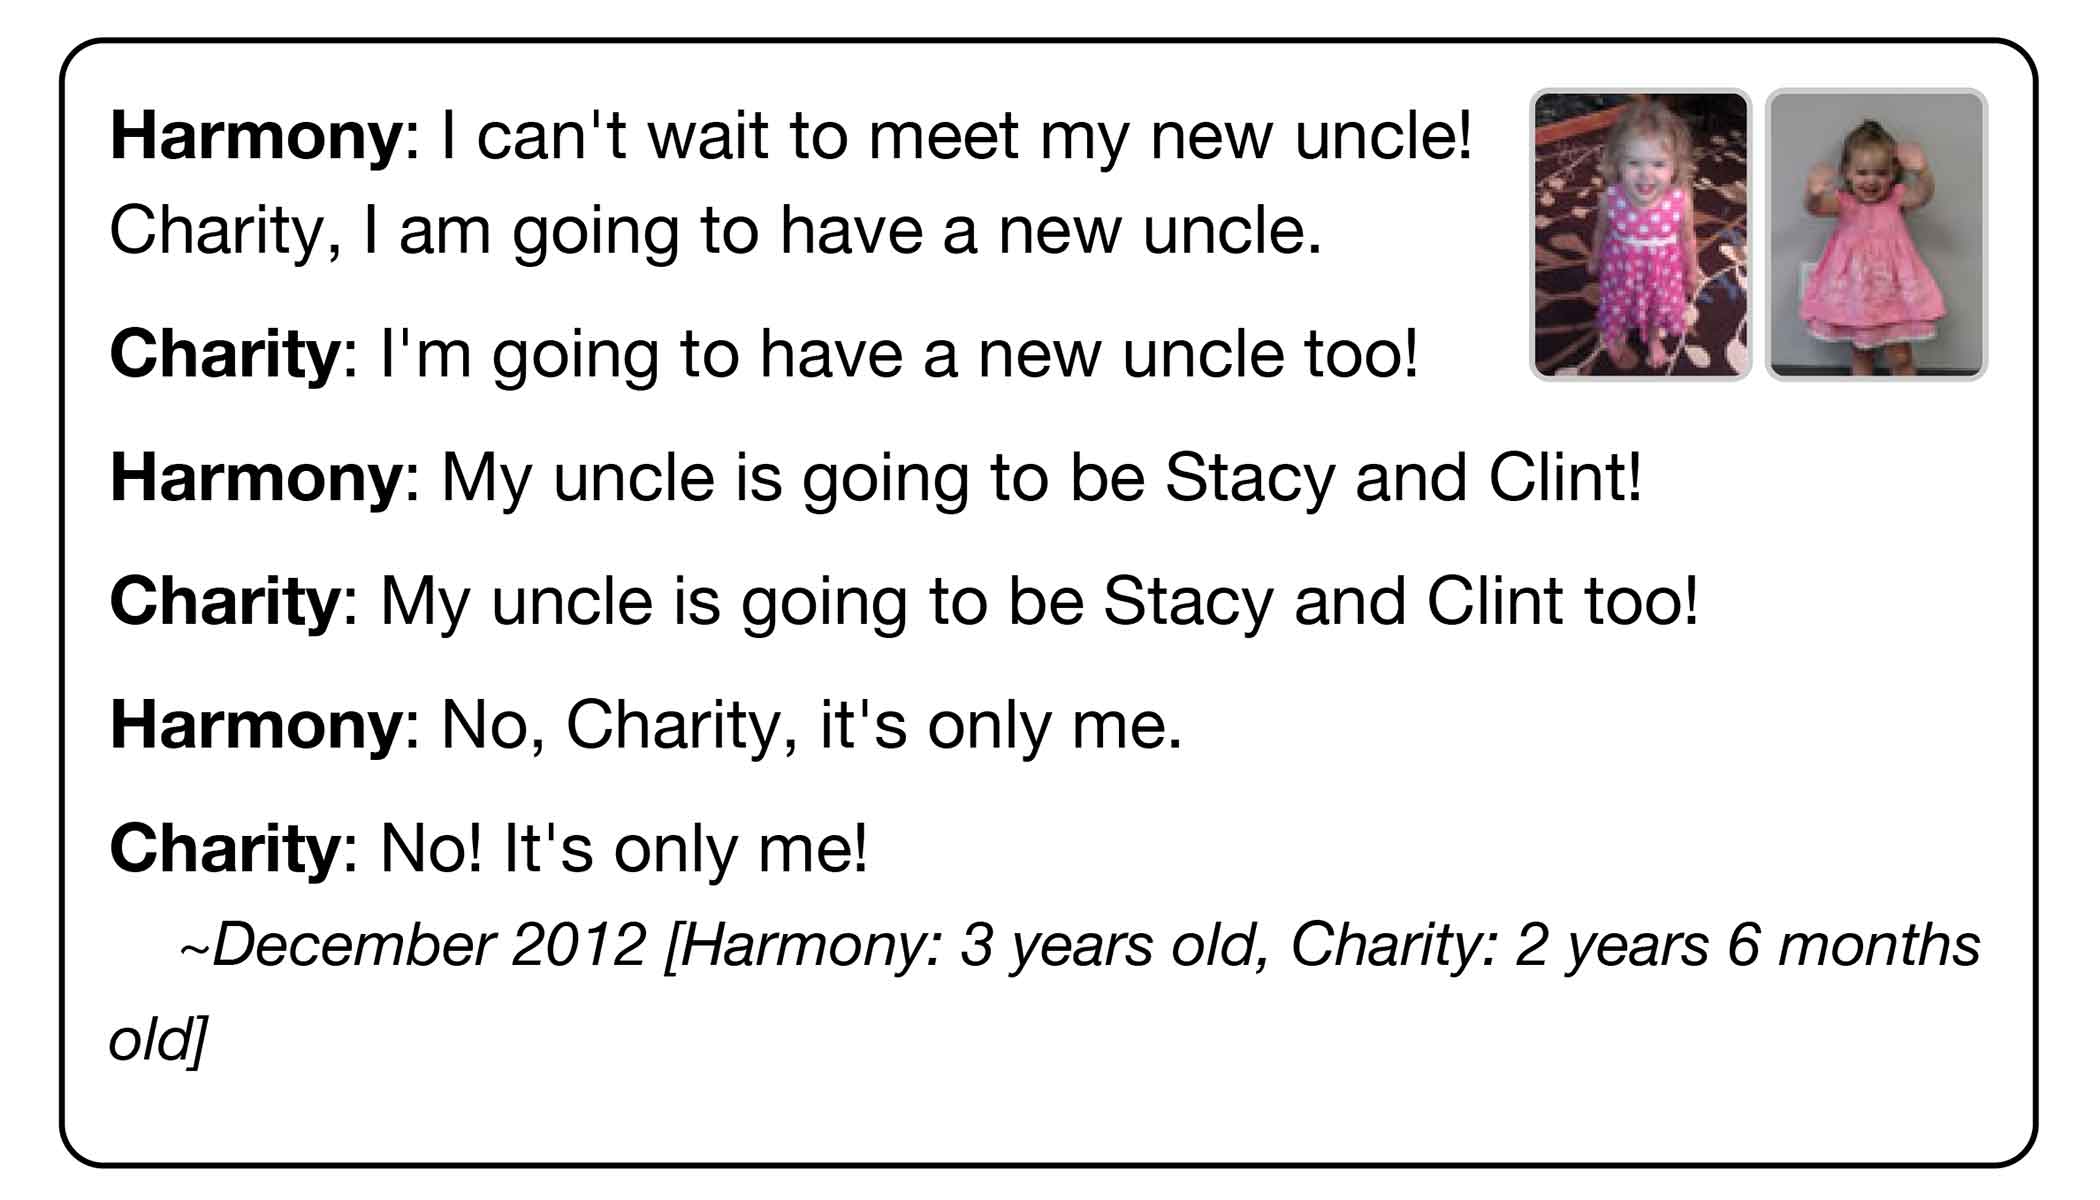 Harmony: I can't wait to meet my new uncle!
Charity, I am going to have a new uncle.
Charity: I'm going to have a new uncle too!
Harmony: My uncle is going to be Stacy and Clint!
Charity: My uncle is going to be Stacy and Clint too!
Harmony: No, Charity, it's only me.
Charity: No! It's only me!
~December 2012 [Harmony: 3 years old, Charity: 2 years 6 months
old]